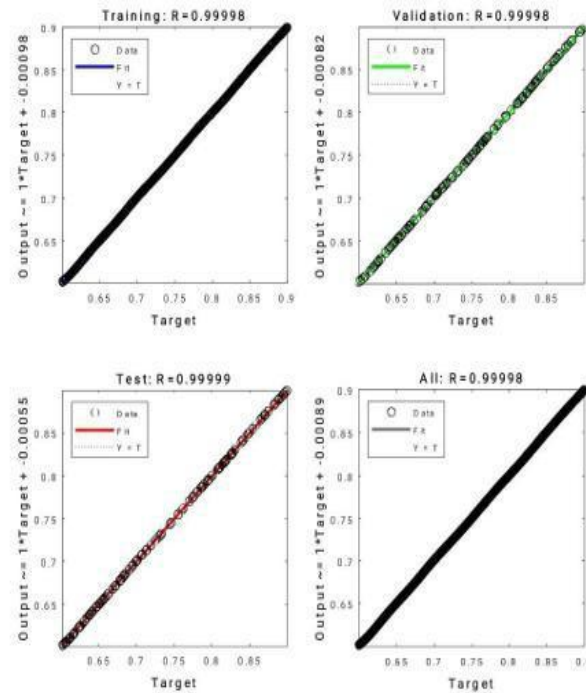 Training: R=0.99998
Output ~= 1*Target + -0.00098
0.9
0.85
0.8
0.75
0.7
0.65
Data
Fit
Y = T
0.65 0.7 0.75 0.8 0.85 0.9
Target
Validation: R=0.99998
Output ~= 1*Target + -0.00082
0.85
0.8
0.75
0.7
0.65
Data
Fit
Y = T
0.65 0.7 0.75 0.8 0.85
Target
Test: R=0.99999
Output ~= 1*Target + -0.00055
0.85
0.8
0.75
0.7
0.65
Data
Fit
Y = T
0.65 0.7 0.75 0.8 0.85
Target
All: R=0.99998
Output ~= 1*Target + -0.00089
0.9
0.85
0.8
0.75
0.7
0.65
Data
Fit
Y = T
0.65 0.7 0.75 0.8 0.85 0.9
Target